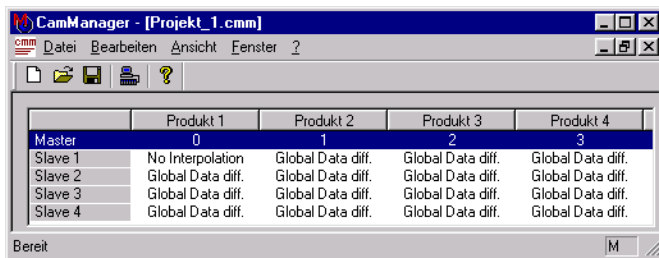 CamManager - [Projekt_1.cmm]
cmm Datei Bearbeiten Ansicht Fenster ?
Produkt 1 Produkt 2 Produkt 3 Produkt 4
Master 0 1 2 3
Slave 1 No Interpolation Global Data diff. Global Data diff. Global Data diff.
Slave 2 Global Data diff. Global Data diff. Global Data diff. Global Data diff.
Slave 3 Global Data diff. Global Data diff. Global Data diff. Global Data diff.
Slave 4 Global Data diff. Global Data diff. Global Data diff. Global Data diff.
Bereit M